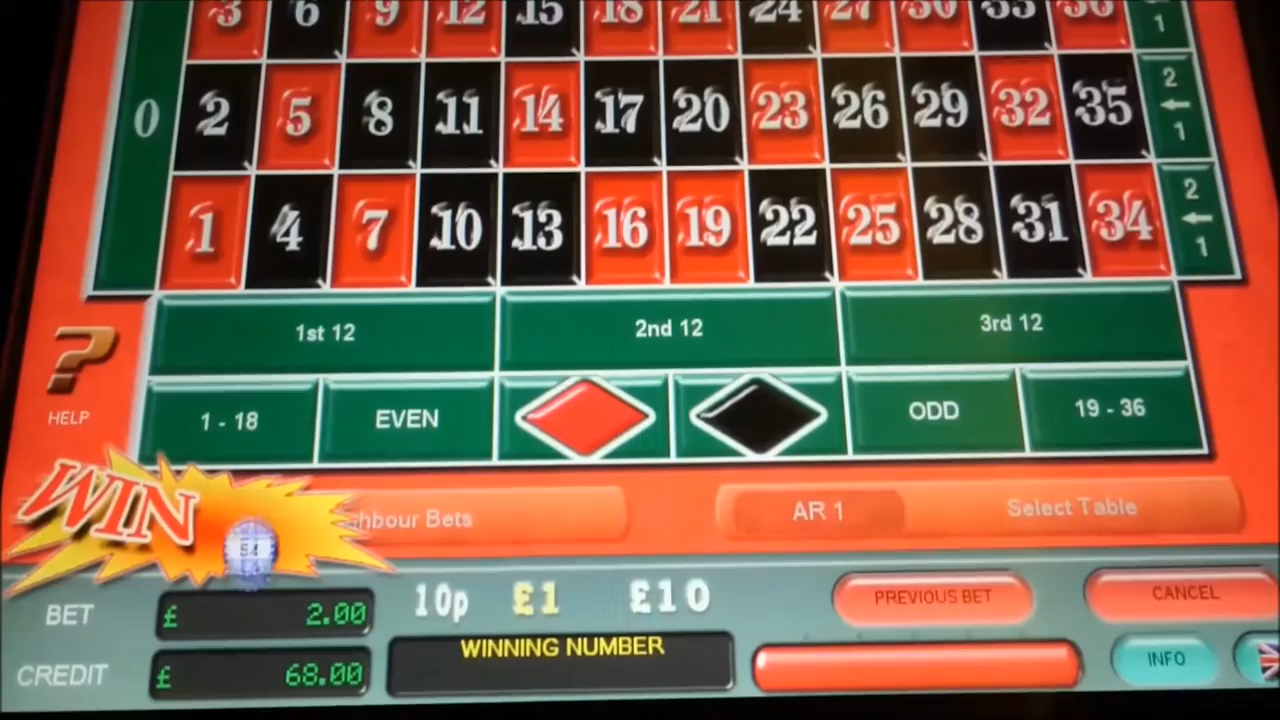 3 6 9 12 15 18 21 24 27 30 33 36 1
0 2 5 8 11 14 17 20 23 26 29 32 35 2 1
1 4 7 10 13 16 19 22 25 28 31 34 2 1
1st 12 2nd 12 3rd 12
1 - 18 EVEN ODD 19 - 36
HELP
WIN
hbour Bets AR 1 Select Table
BET £ 2.00 10p £1 £10 PREVIOUS BET CANCEL
CREDIT £ 68.00 WINNING NUMBER INFO